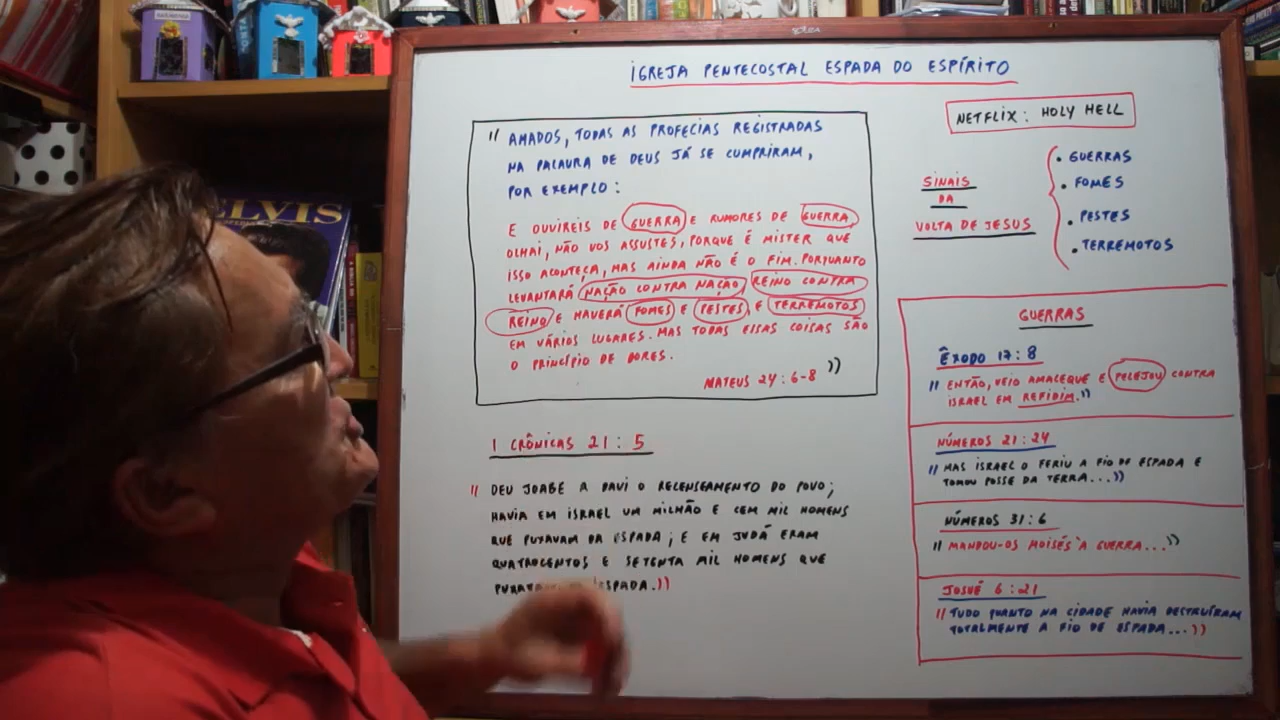 ELVIS
IGREJA PENTECOSTAL ESPADA DO ESPÍRITO
" AMADOS, TODAS AS PROFECIAS REGISTRADAS
NA PALAVRA DE DEUS JÁ SE CUMPRIRAM,
POR EXEMPLO:
E OUVIREIS DE GUERRA E RUMORES DE GUERRA
OLHAI, NÃO VOS ASSUSTES, PORQUE É MISTER QUE
ISSO ACONTEÇA, MAS AINDA NÃO É O FIM. PORQUANTO
LEVANTARÁ NAÇÃO CONTRA NAÇÃO, REINO CONTRA
REINO E HAVERÁ FOMES E PESTES, E TERREMOTOS
EM VÁRIOS LUGARES. MAS TODAS ESSAS COISAS SÃO
O PRINCÍPIO DE DORES.
MATEUS 24:6-8 "
1 CRÔNICAS 21:5
" DEU JOABE A DAVI O RECENSEAMENTO DO POVO;
HAVIA EM ISRAEL UM MILHÃO E CEM MIL HOMENS
QUE PUXAVAM DA ESPADA; E EM JUDÁ ERAM
QUATROCENTOS E SETENTA MIL HOMENS QUE
ESPADA."
NETFLIX: HOLY HELL
SINAIS
DA
VOLTA DE JESUS
• GUERRAS
• FOMES
• PESTES
• TERREMOTOS
GUERRAS
ÊXODO 17:8
" ENTÃO, VEIO AMALEQUE E PELEJOU CONTRA
ISRAEL EM REFIDIM."
NÚMEROS 21:24
" MAS ISRAEL O FERIU A FIO DE ESPADA E
TOMOU POSSE DA TERRA..."
NÚMEROS 31:6
" MANDOU-OS MOISÉS À GUERRA..."
JOSUÉ 6:21
" TUDO QUANTO NA CIDADE HAVIA DESTRUÍRAM
TOTALMENTE A FIO DE ESPADA..."